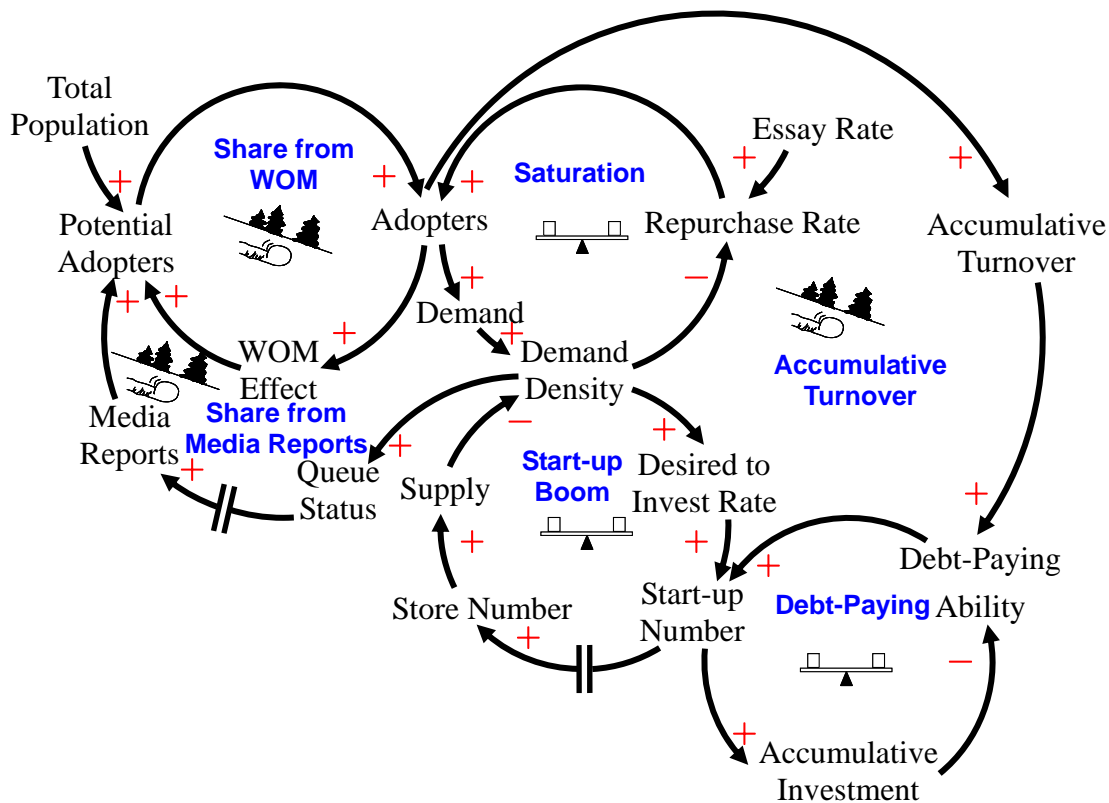 Total
Population
Share from
WOM
Saturation
Essay Rate
+
+
+
+
+
Potential
Adopters
Adopters
Repurchase Rate
Accumulative
Turnover
+
+
+
−
Demand
+
+
WOM
Effect
Demand
Density
Accumulative
Turnover
Media
Reports
Share from
Media Reports
−
+
+
+
Queue
Status
Supply
Start-up
Boom
Desired to
Invest Rate
+
+
+
+
Debt-Paying
Ability
Store Number
+
Start-up
Number
Debt-Paying
−
+
Accumulative
Investment